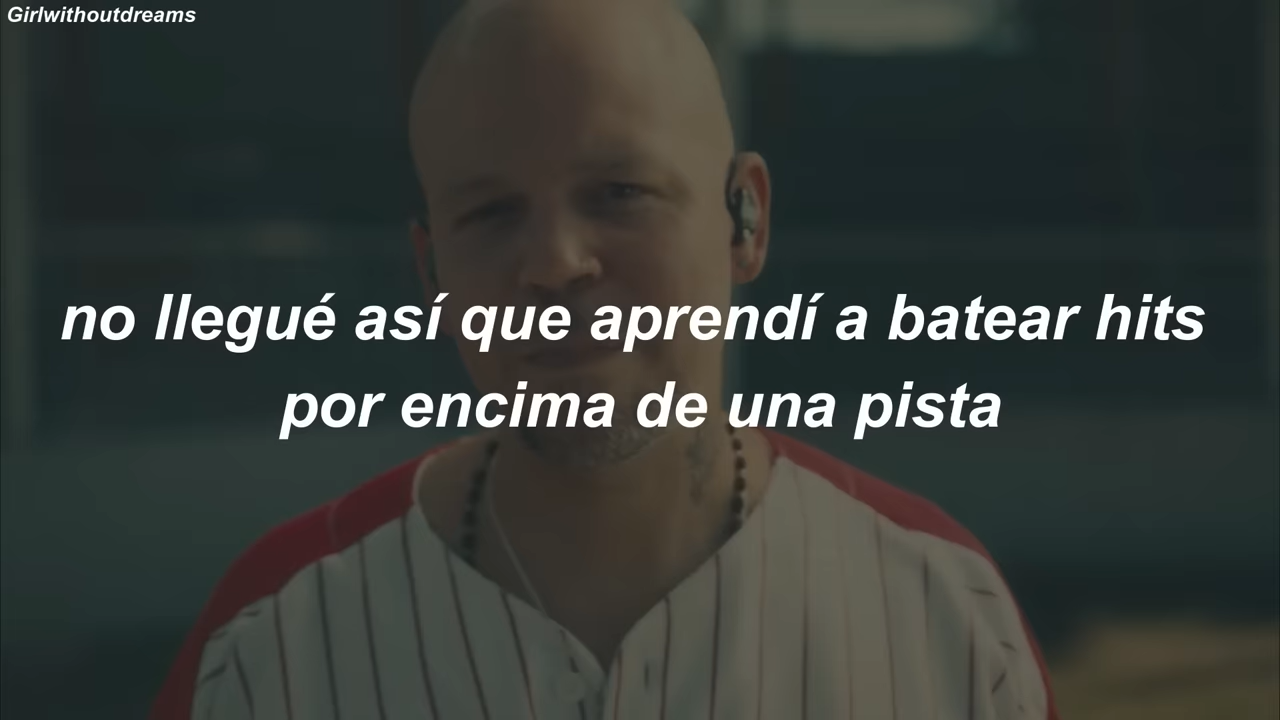 Girlwithoutdreams
no llegué así que aprendí a batear hits
por encima de una pista